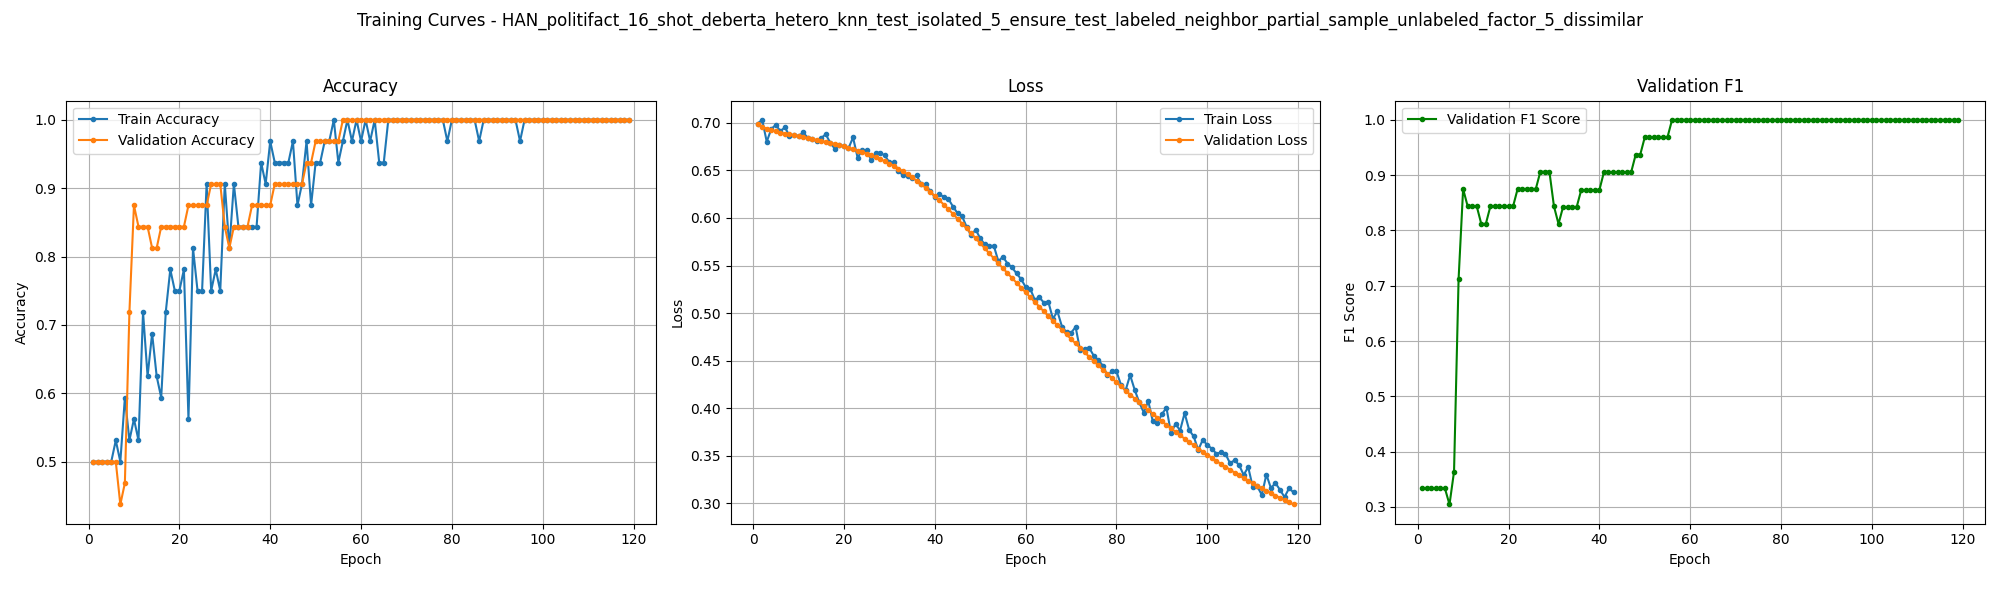 Training Curves - HAN_politifact_16_shot_deberta_hetero_knn_test_isolated_5_ensure_test_labeled_neighbor_partial_sample_unlabeled_factor_5_dissimilar
Accuracy
Train Accuracy
Validation Accuracy
1.0
0.9
0.8
0.7
0.6
0.5
Accuracy
0 20 40 60 80 100 120
Epoch
Loss
Train Loss
Validation Loss
0.70
0.65
0.60
0.55
0.50
0.45
0.40
0.35
0.30
Loss
0 20 40 60 80 100 120
Epoch
Validation F1
Validation F1 Score
1.0
0.9
0.8
0.7
0.6
0.5
0.4
0.3
F1 Score
0 20 40 60 80 100 120
Epoch